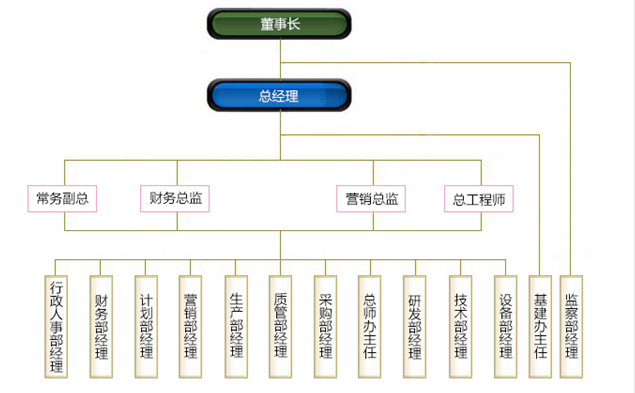 董事长
总经理
常务副总
财务总监
营销总监
总工程师
行政人事部经理
财务部经理
计划部经理
营销部经理
生产部经理
质管部经理
采购部经理
总师办主任
研发部经理
技术部经理
设备部经理
基建办主任
监察部经理